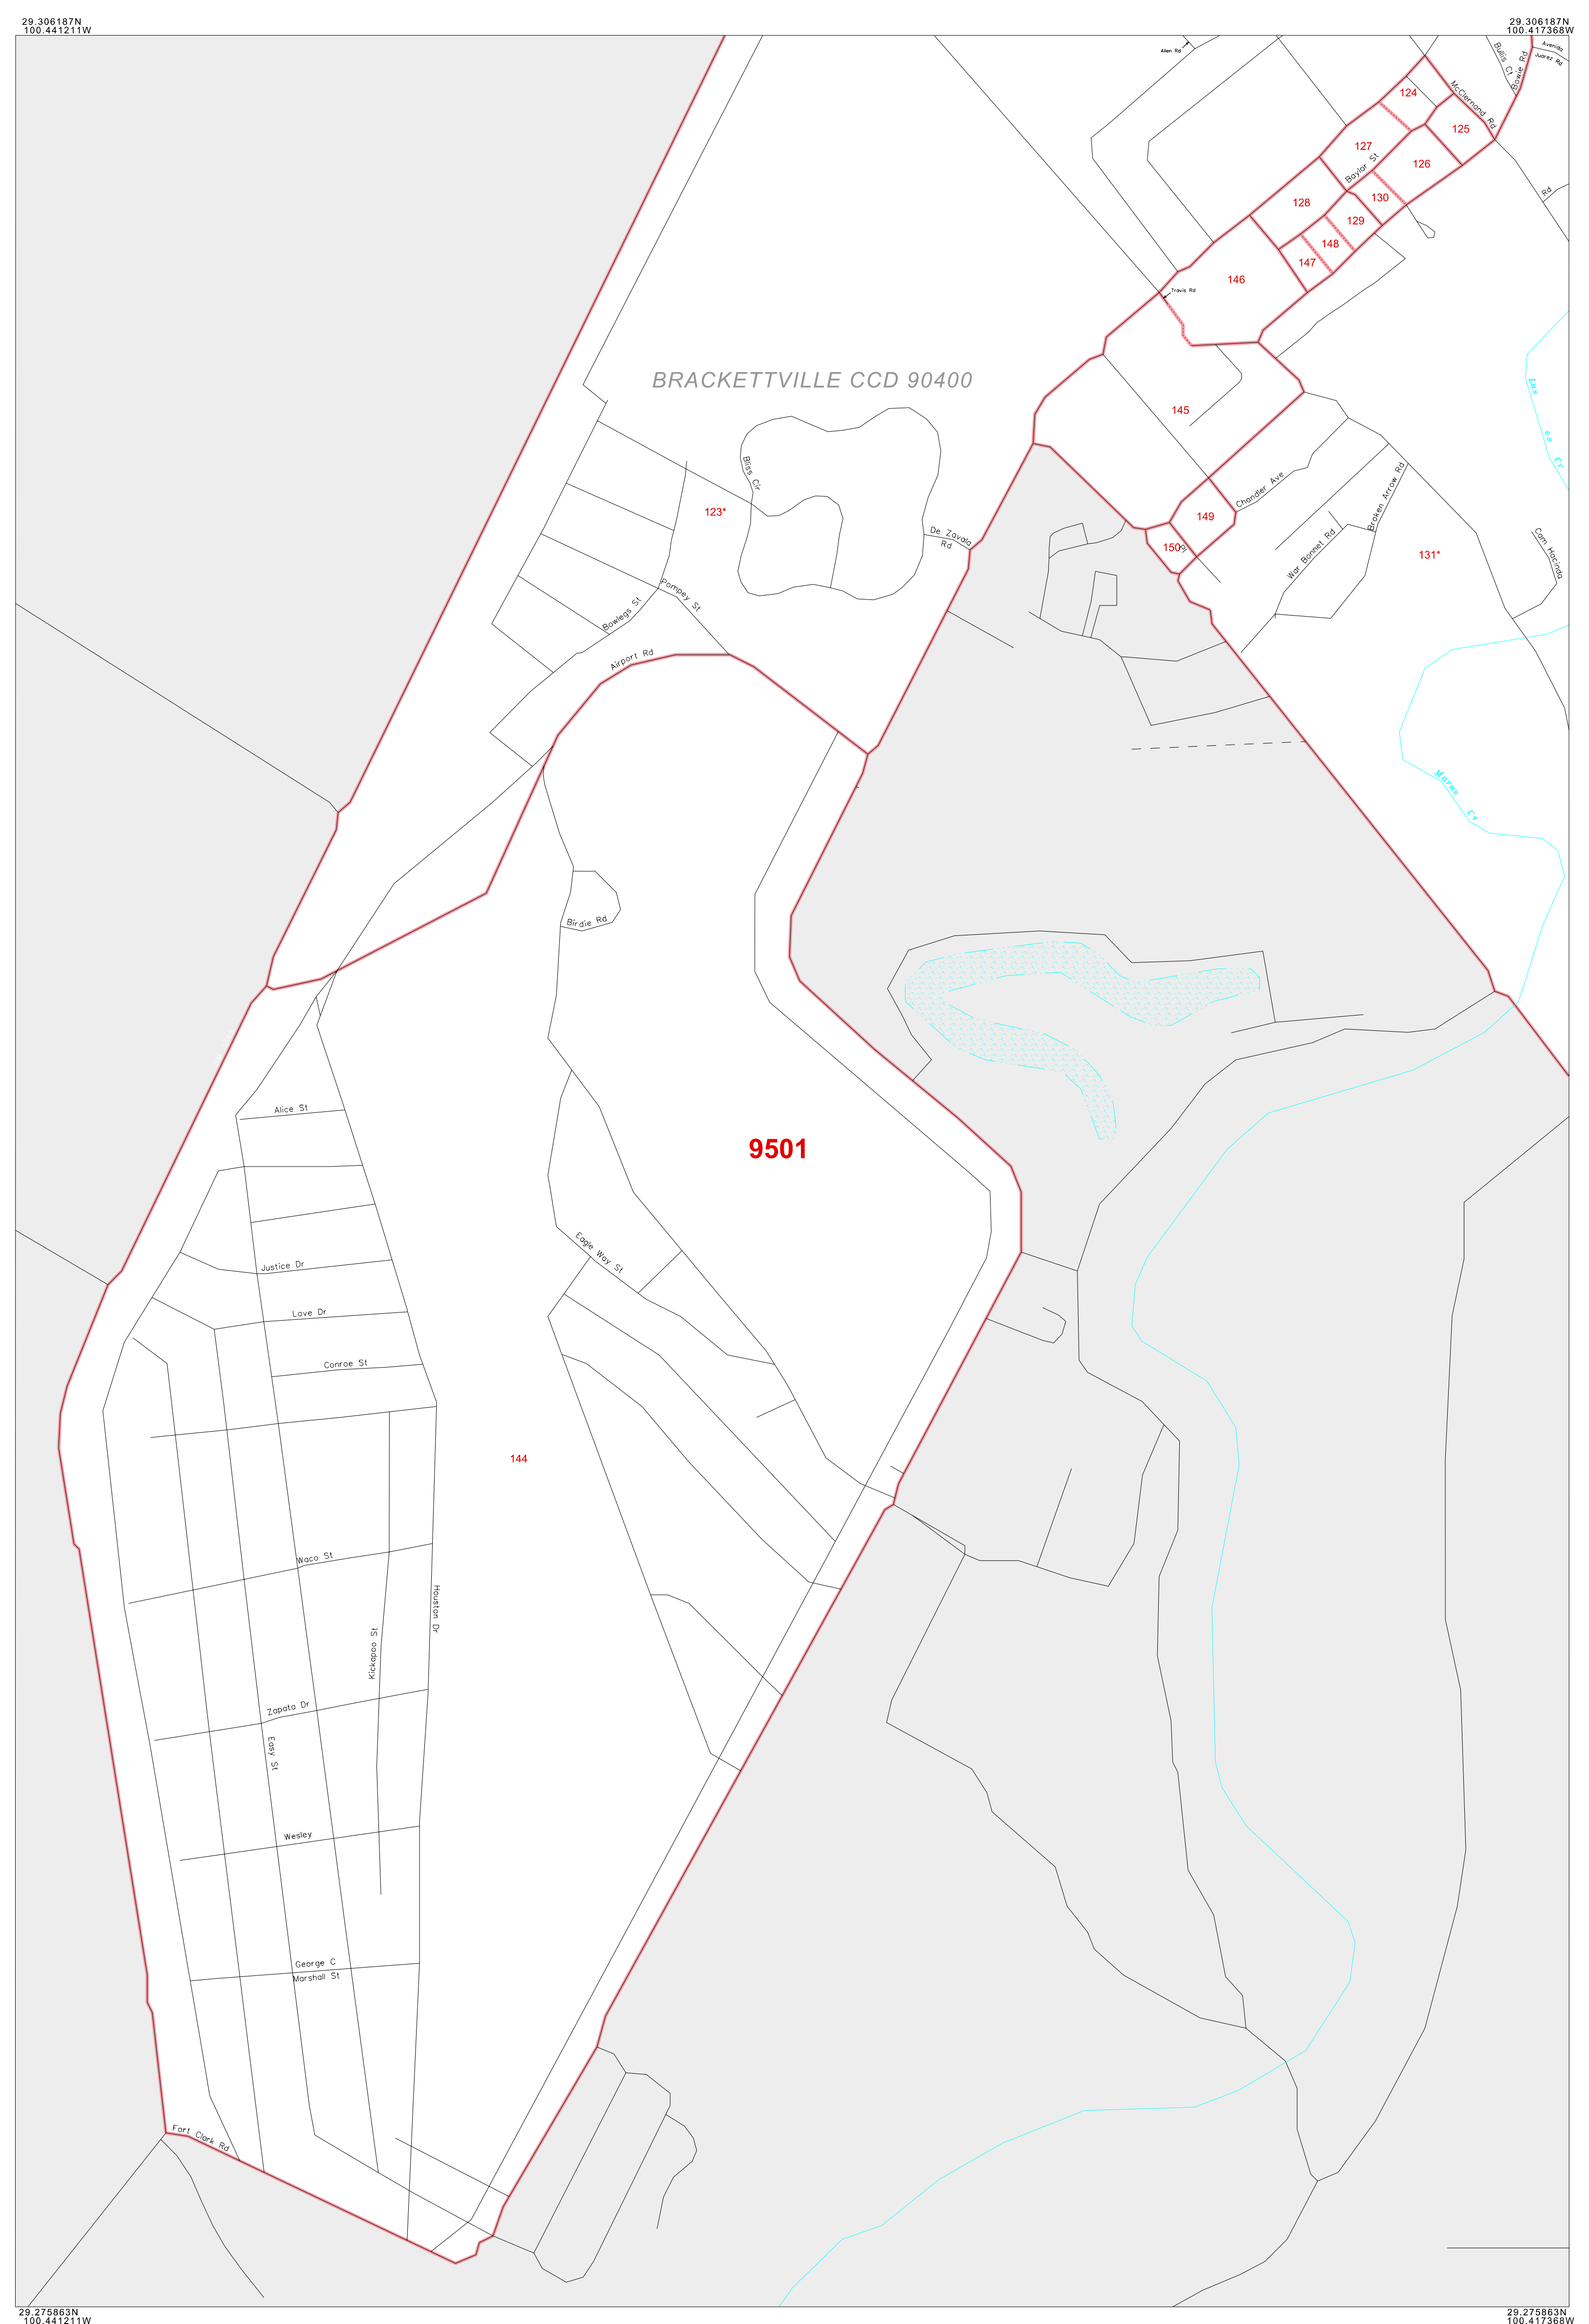 29.306187N
100.441211W
29.306187N
100.417368W
Allen Rd
Bullis Ct
Bowie Rd
Avenida
Juarez Rd
McClernand Rd
124
125
127
126
Baylor St
130
128
129
148
147
146
Rd
Travis Rd
BRACKETTVILLE CCD 90400
145
Las
as Cr
Bliss Cir
123*
De Zavala
Rd
Chander Ave
Broken Arrow Rd
149
150
Pl
War Bonnet Rd
131*
Cam Hacinda
Pompey St
Bowlegs St
Airport Rd
Maras Cr
Birdie Rd
Alice St
9501
Eagle Way St
Justice Dr
Love Dr
Conroe St
144
Waco St
Houston Dr
Kickapoo St
Zapata Dr
Easy St
Wesley
George C
Marshall St
Fort Clark Rd
29.275863N
100.441211W
29.275863N
100.417368W